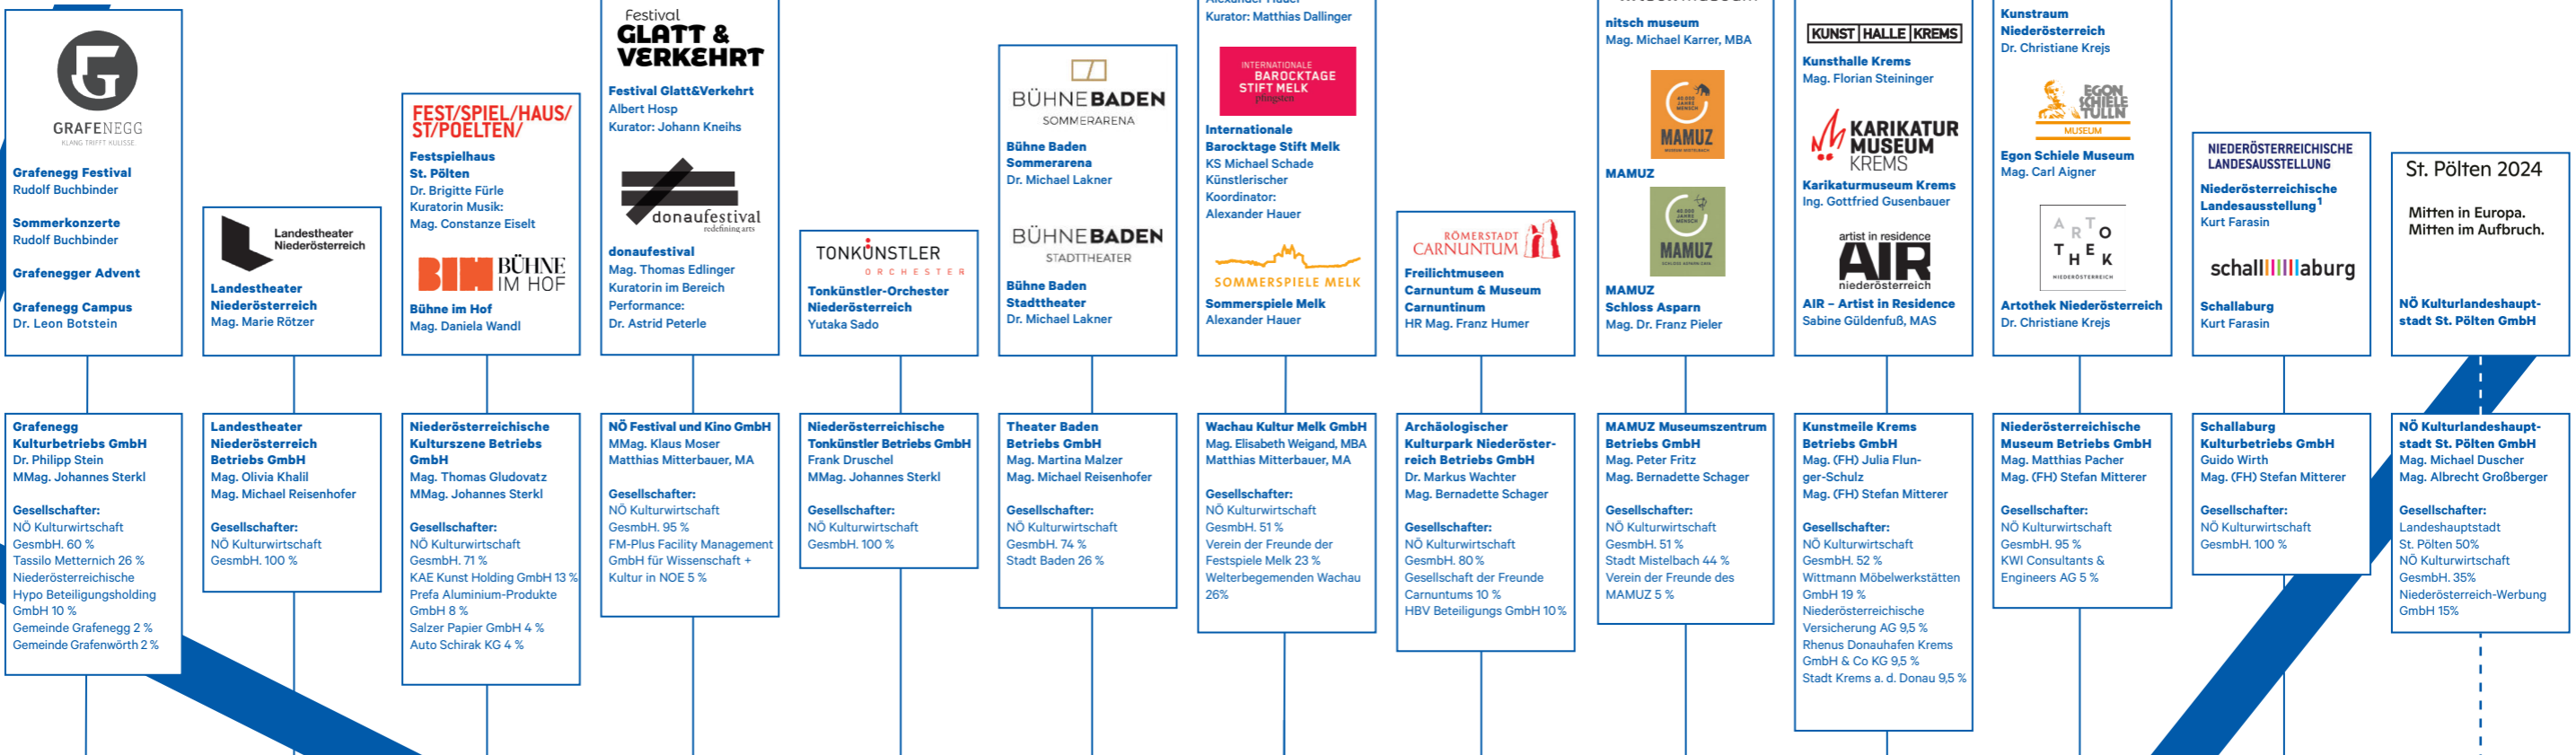 GRAFENEGG
KLANG TRIFFT KULISSE
Grafenegg Festival
Rudolf Buchbinder
Sommerkonzerte
Rudolf Buchbinder
Grafenegger Advent
Grafenegg Campus
Dr. Leon Botstein
Landestheater
Niederösterreich
Landestheater
Niederösterreich
Mag. Marie Rötzer
FEST/SPIEL/HAUS/
ST/POELTEN/
Festspielhaus
St. Pölten
Dr. Brigitte Fürle
Kuratorin Musik:
Mag. Constanze Eiselt
BIH BÜHNE
IM HOF
Bühne im Hof
Mag. Daniela Wandl
Festival
GLATT &
VERKEHRT
Festival Glatt&Verkehrt
Albert Hosp
Kurator: Johann Kneihs
donaufestival
redefining arts
donaufestival
Mag. Thomas Edlinger
Kuratorin im Bereich
Performance:
Dr. Astrid Peterle
TONKÜNSTLER
ORCHESTER
Tonkünstler-Orchester
Niederösterreich
Yutaka Sado
BÜHNEBADEN
SOMMERARENA
Bühne Baden
Sommerarena
Dr. Michael Lakner
BÜHNEBADEN
STADTTHEATER
Bühne Baden
Stadttheater
Dr. Michael Lakner
Alexander Hauer
Kurator: Matthias Dallinger
INTERNATIONALE
BAROCKTAGE
STIFT MELK
pfingsten
Internationale
Barocktage Stift Melk
KS Michael Schade
Künstlerischer
Koordinator:
Alexander Hauer
SOMMERSPIELE MELK
Sommerspiele Melk
Alexander Hauer
RÖMERSTADT
CARNUNTUM
Freilichtmuseen
Carnuntum & Museum
Carnuntinum
HR Mag. Franz Humer
nitsch museum
Mag. Michael Karrer, MBA
40.000
JAHRE
MENSCH
MAMUZ
MUSEUM MISTELBACH
MAMUZ
40.000
JAHRE
MENSCH
MAMUZ
SCHLOSS ASPARN/ZAYA
MAMUZ
Schloss Asparn
Mag. Dr. Franz Pieler
KUNST HALLE KREMS
Kunsthalle Krems
Mag. Florian Steininger
KARIKATUR
MUSEUM
KREMS
Karikaturmuseum Krems
Ing. Gottfried Gusenbauer
artist in residence
AIR
niederösterreich
AIR – Artist in Residence
Sabine Güldenfuß, MAS
Kunstraum
Niederösterreich
Dr. Christiane Krejs
EGON
SCHIELE
TULLN
MUSEUM
Egon Schiele Museum
Mag. Carl Aigner
ARTO
THEK
NIEDERÖSTERREICH
Artothek Niederösterreich
Dr. Christiane Krejs
NIEDERÖSTERREICHISCHE
LANDESAUSSTELLUNG
Niederösterreichische
Landesausstellung¹
Kurt Farasin
schallaburg
Schallaburg
Kurt Farasin
St. Pölten 2024
Mitten in Europa.
Mitten im Aufbruch.
NÖ Kulturlandeshaupt-
stadt St. Pölten GmbH
Grafenegg
Kulturbetriebs GmbH
Dr. Philipp Stein
MMag. Johannes Sterkl
Gesellschafter:
NÖ Kulturwirtschaft
GesmbH. 60 %
Tassilo Metternich 26 %
Niederösterreichische
Hypo Beteiligungsholding
GmbH 10 %
Gemeinde Grafenegg 2 %
Gemeinde Grafenwörth 2 %
Landestheater
Niederösterreich
Betriebs GmbH
Mag. Olivia Khalil
Mag. Michael Reisenhofer
Gesellschafter:
NÖ Kulturwirtschaft
GesmbH. 100 %
Niederösterreichische
Kulturszene Betriebs
GmbH
Mag. Thomas Gludovatz
MMag. Johannes Sterkl
Gesellschafter:
NÖ Kulturwirtschaft
GesmbH. 71 %
KAE Kunst Holding GmbH 13 %
Prefa Aluminium-Produkte
GmbH 8 %
Salzer Papier GmbH 4 %
Auto Schirak KG 4 %
NÖ Festival und Kino GmbH
MMag. Klaus Moser
Matthias Mitterbauer, MA
Gesellschafter:
NÖ Kulturwirtschaft
GesmbH. 95 %
FM-Plus Facility Management
GmbH für Wissenschaft +
Kultur in NOE 5 %
Niederösterreichische
Tonkünstler Betriebs GmbH
Frank Druschel
MMag. Johannes Sterkl
Gesellschafter:
NÖ Kulturwirtschaft
GesmbH. 100 %
Theater Baden
Betriebs GmbH
Mag. Martina Malzer
Mag. Michael Reisenhofer
Gesellschafter:
NÖ Kulturwirtschaft
GesmbH. 74 %
Stadt Baden 26 %
Wachau Kultur Melk GmbH
Mag. Elisabeth Weigand, MBA
Matthias Mitterbauer, MA
Gesellschafter:
NÖ Kulturwirtschaft
GesmbH. 51 %
Verein der Freunde der
Festspiele Melk 23 %
Welterbegemenden Wachau
26%
Archäologischer
Kulturpark Niederöster-
reich Betriebs GmbH
Dr. Markus Wachter
Mag. Bernadette Schager
Gesellschafter:
NÖ Kulturwirtschaft
GesmbH. 80 %
Gesellschaft der Freunde
Carnuntums 10 %
HBV Beteiligungs GmbH 10 %
MAMUZ Museumszentrum
Betriebs GmbH
Mag. Peter Fritz
Mag. Bernadette Schager
Gesellschafter:
NÖ Kulturwirtschaft
GesmbH. 51 %
Stadt Mistelbach 44 %
Verein der Freunde des
MAMUZ 5 %
Kunstmeile Krems
Betriebs GmbH
Mag. (FH) Julia Flun-
ger-Schulz
Mag. (FH) Stefan Mitterer
Gesellschafter:
NÖ Kulturwirtschaft
GesmbH. 52 %
Wittmann Möbelwerkstätten
GmbH 19 %
Niederösterreichische
Versicherung AG 9,5 %
Rhenus Donauhafen Krems
GmbH & Co KG 9,5 %
Stadt Krems a. d. Donau 9,5 %
Niederösterreichische
Museum Betriebs GmbH
Mag. Matthias Pacher
Mag. (FH) Stefan Mitterer
Gesellschafter:
NÖ Kulturwirtschaft
GesmbH. 95 %
KWI Consultants &
Engineers AG 5 %
Schallaburg
Kulturbetriebs GmbH
Guido Wirth
Mag. (FH) Stefan Mitterer
Gesellschafter:
NÖ Kulturwirtschaft
GesmbH. 100 %
NÖ Kulturlandeshaupt-
stadt St. Pölten GmbH
Mag. Michael Duscher
Mag. Albrecht Großberger
Gesellschafter:
Landeshauptstadt
St. Pölten 50%
NÖ Kulturwirtschaft
GesmbH. 35%
Niederösterreich-Werbung
GmbH 15%